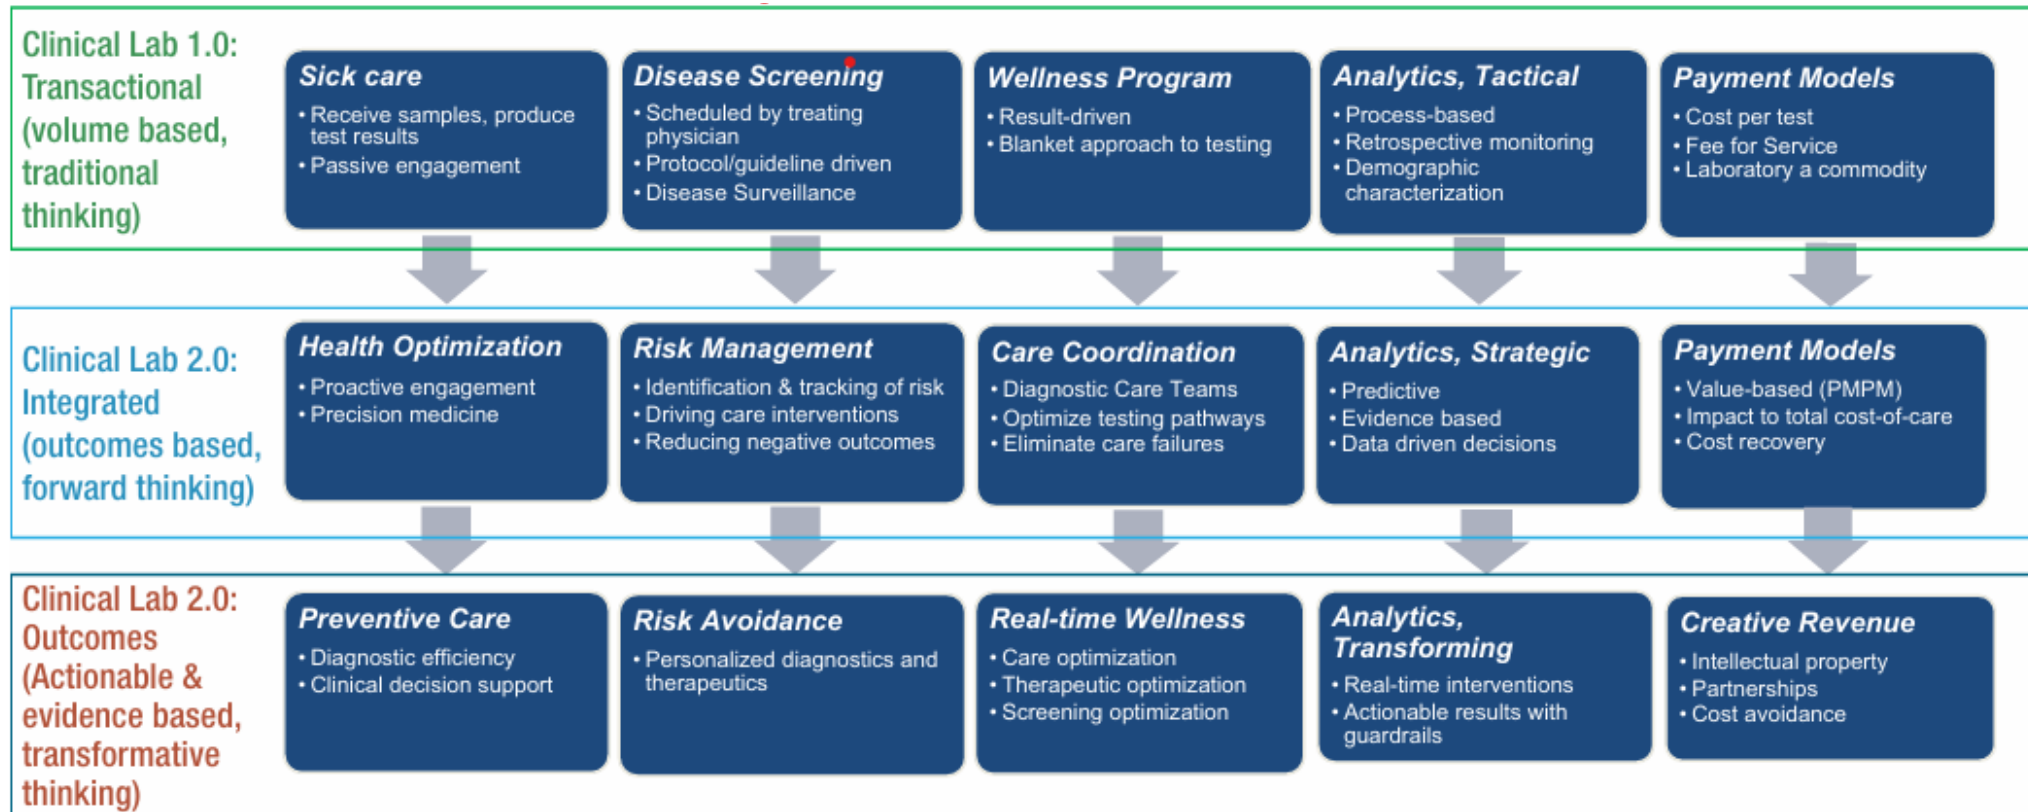 Clinical Lab 1.0:
Transactional
(volume based,
traditional
thinking)
Sick care
• Receive samples, produce
test results
• Passive engagement
Disease Screening
• Scheduled by treating
physician
• Protocol/guideline driven
• Disease Surveillance
Wellness Program
• Result-driven
• Blanket approach to testing
Analytics, Tactical
• Process-based
• Retrospective monitoring
• Demographic
characterization
Payment Models
• Cost per test
• Fee for Service
• Laboratory a commodity
Clinical Lab 2.0:
Integrated
(outcomes based,
forward thinking)
Health Optimization
• Proactive engagement
• Precision medicine
Risk Management
• Identification & tracking of risk
• Driving care interventions
• Reducing negative outcomes
Care Coordination
• Diagnostic Care Teams
• Optimize testing pathways
• Eliminate care failures
Analytics, Strategic
• Predictive
• Evidence based
• Data driven decisions
Payment Models
• Value-based (PMPM)
• Impact to total cost-of-care
• Cost recovery
Clinical Lab 2.0:
Outcomes
(Actionable &
evidence based,
transformative
thinking)
Preventive Care
• Diagnostic efficiency
• Clinical decision support
Risk Avoidance
• Personalized diagnostics and
therapeutics
Real-time Wellness
• Care optimization
• Therapeutic optimization
• Screening optimization
Analytics,
Transforming
• Real-time interventions
• Actionable results with
guardrails
Creative Revenue
• Intellectual property
• Partnerships
• Cost avoidance